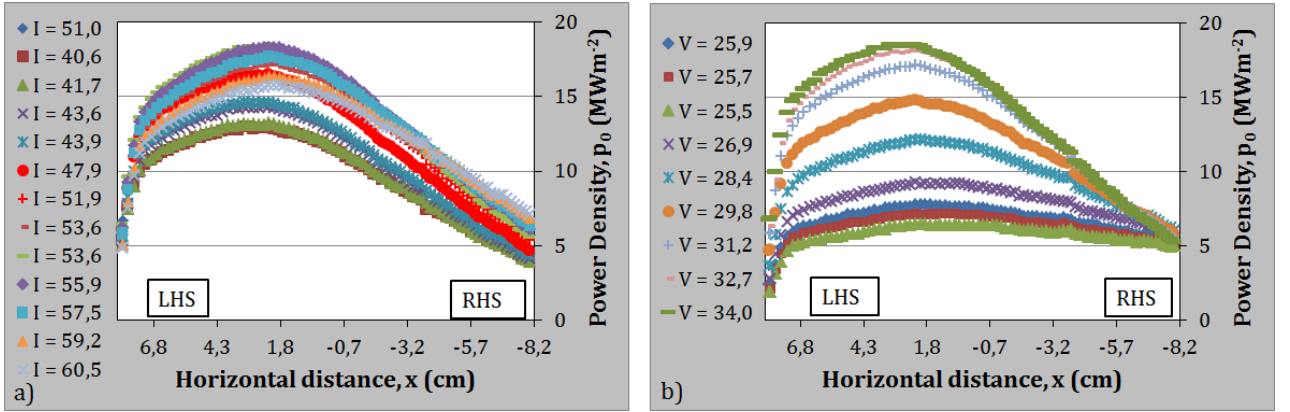 I = 51,0
I = 40,6
I = 41,7
I = 43,6
I = 43,9
I = 47,9
I = 51,9
I = 53,6
I = 53,6
I = 55,9
I = 57,5
I = 59,2
I = 60,5
20
15
10
5
0
Power Density, p₀ (MWm⁻²)
LHS
RHS
6,8 4,3 1,8 -0,7 -3,2 -5,7 -8,2
Horizontal distance, x (cm)
a)
V = 25,9
V = 25,7
V = 25,5
V = 26,9
V = 28,4
V = 29,8
V = 31,2
V = 32,7
V = 34,0
20
15
10
5
0
Power Density, p₀ (MWm⁻²)
LHS
RHS
6,8 4,3 1,8 -0,7 -3,2 -5,7 -8,2
Horizontal distance, x (cm)
b)